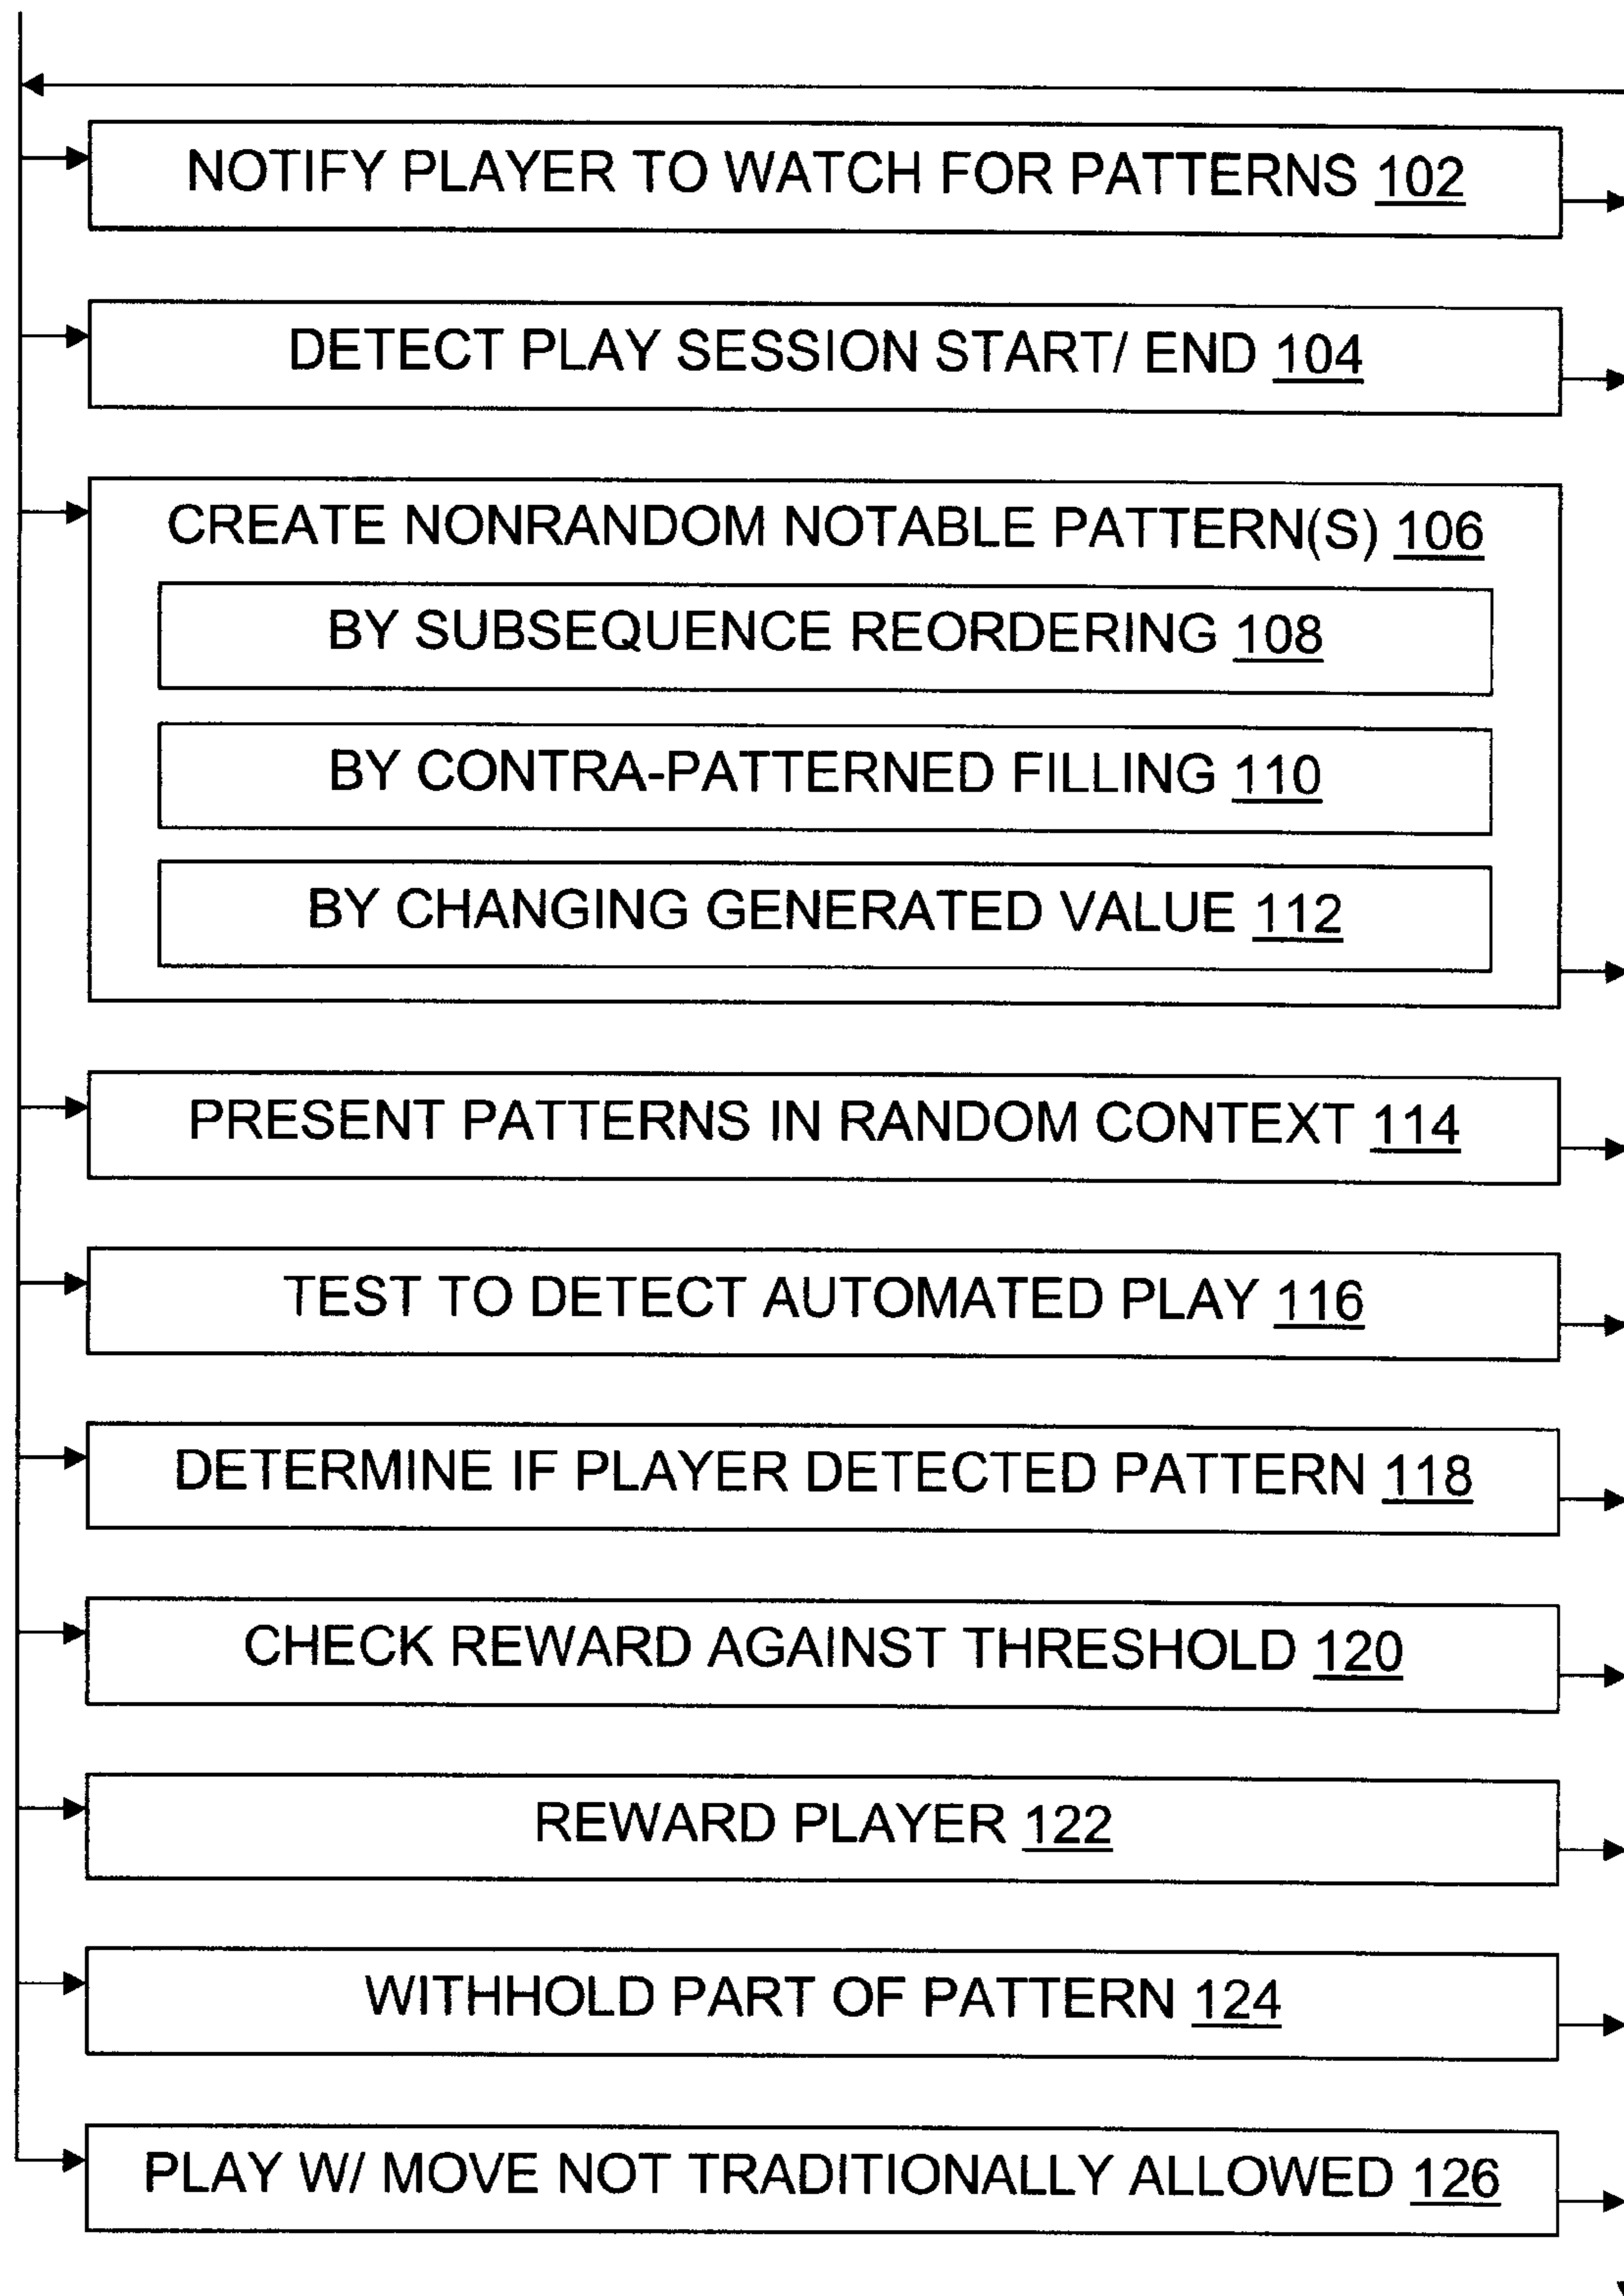 NOTIFY PLAYER TO WATCH FOR PATTERNS 102
DETECT PLAY SESSION START/ END 104
CREATE NONRANDOM NOTABLE PATTERN(S) 106
BY SUBSEQUENCE REORDERING 108
BY CONTRA-PATTERNED FILLING 110
BY CHANGING GENERATED VALUE 112
PRESENT PATTERNS IN RANDOM CONTEXT 114
TEST TO DETECT AUTOMATED PLAY 116
DETERMINE IF PLAYER DETECTED PATTERN 118
CHECK REWARD AGAINST THRESHOLD 120
REWARD PLAYER 122
WITHHOLD PART OF PATTERN 124
PLAY W/ MOVE NOT TRADITIONALLY ALLOWED 126